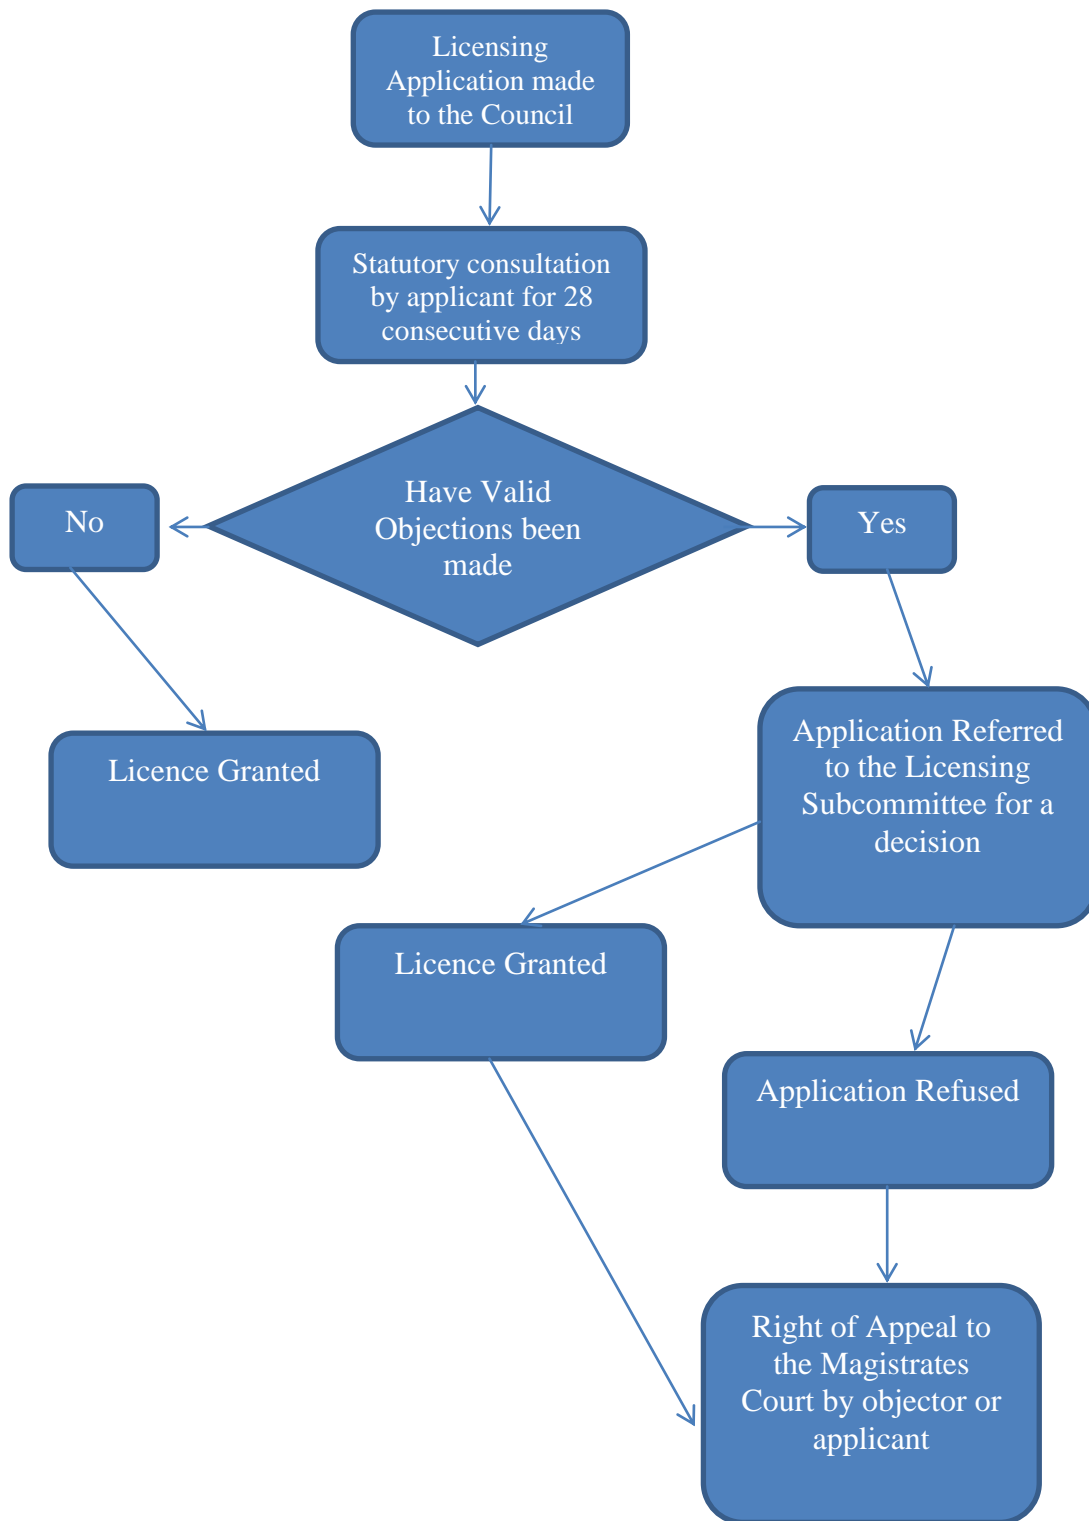 Licensing
Application made
to the Council
Statutory consultation
by applicant for 28
consecutive days
Have Valid
Objections been
made
No
Yes
Licence Granted
Application Referred
to the Licensing
Subcommittee for a
decision
Licence Granted
Application Refused
Right of Appeal to
the Magistrates
Court by objector or
applicant